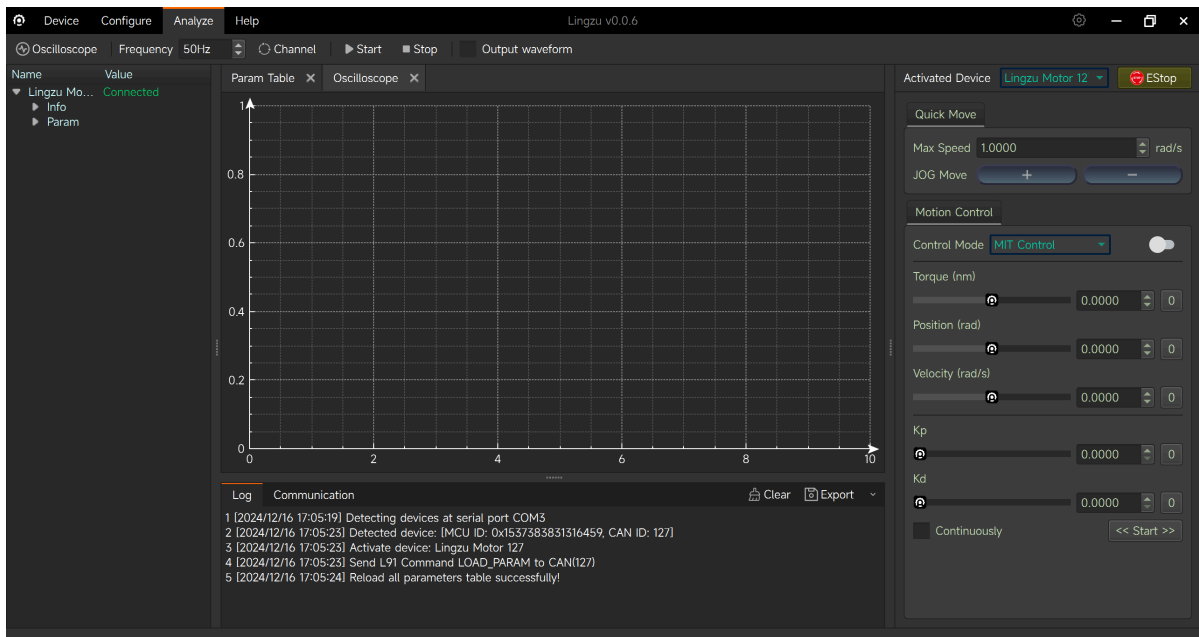 Device Configure Analyze Help Lingzu v0.0.6
Oscilloscope Frequency 50Hz Channel Start Stop Output waveform
Name Value
Lingzu Mo... Connected
Info
Param
Param Table Oscilloscope
1
0.8
0.6
0.4
0.2
0
0 2 4 6 8 10
Log Communication Clear Export
1 [2024/12/16 17:05:19] Detecting devices at serial port COM3
2 [2024/12/16 17:05:23] Detected device: [MCU ID: 0x1537383831316459, CAN ID: 127]
3 [2024/12/16 17:05:23] Activate device: Lingzu Motor 127
4 [2024/12/16 17:05:23] Send L91 Command LOAD_PARAM to CAN(127)
5 [2024/12/16 17:05:24] Reload all parameters table successfully!
Activated Device Lingzu Motor 12 EStop
Quick Move
Max Speed 1.0000 rad/s
JOG Move + −
Motion Control
Control Mode MIT Control
Torque (nm)
0.0000 0
Position (rad)
0.0000 0
Velocity (rad/s)
0.0000 0
Kp
0.0000 0
Kd
0.0000 0
Continuously << Start >>